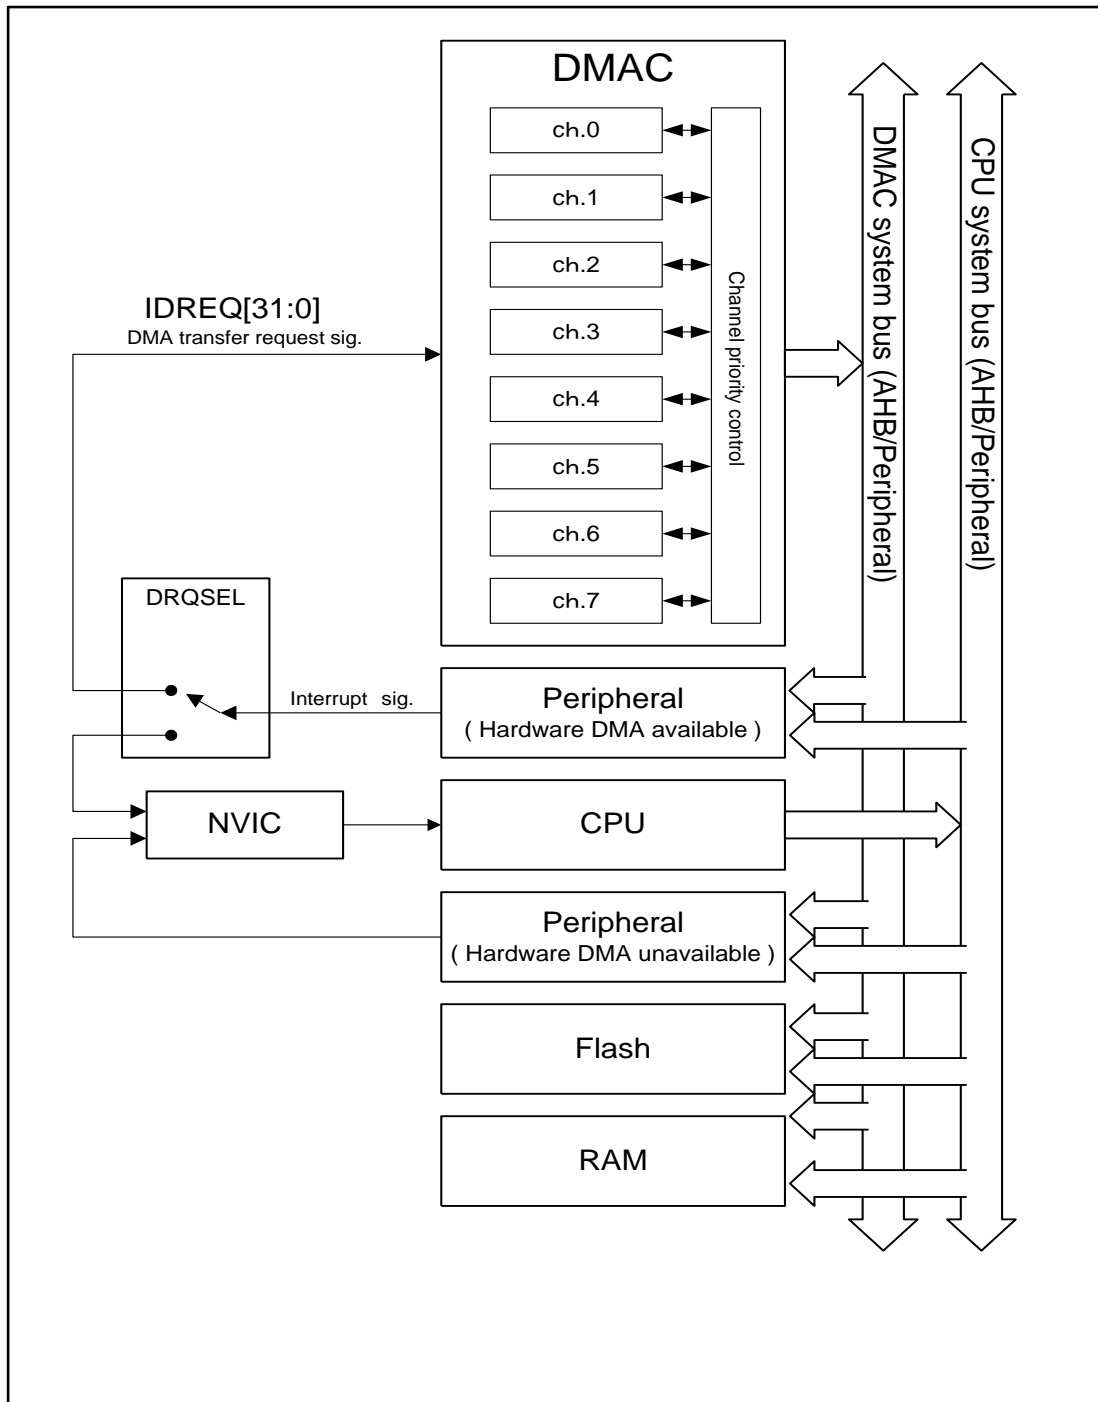 DMAC
ch.0
ch.1
ch.2
ch.3
ch.4
ch.5
ch.6
ch.7
Channel priority control
DMAC system bus (AHB/Peripheral)
CPU system bus (AHB/Peripheral)
IDREQ[31:0]
DMA transfer request sig.
DRQSEL
Interrupt sig.
Peripheral
( Hardware DMA available )
NVIC
CPU
Peripheral
( Hardware DMA unavailable )
Flash
RAM